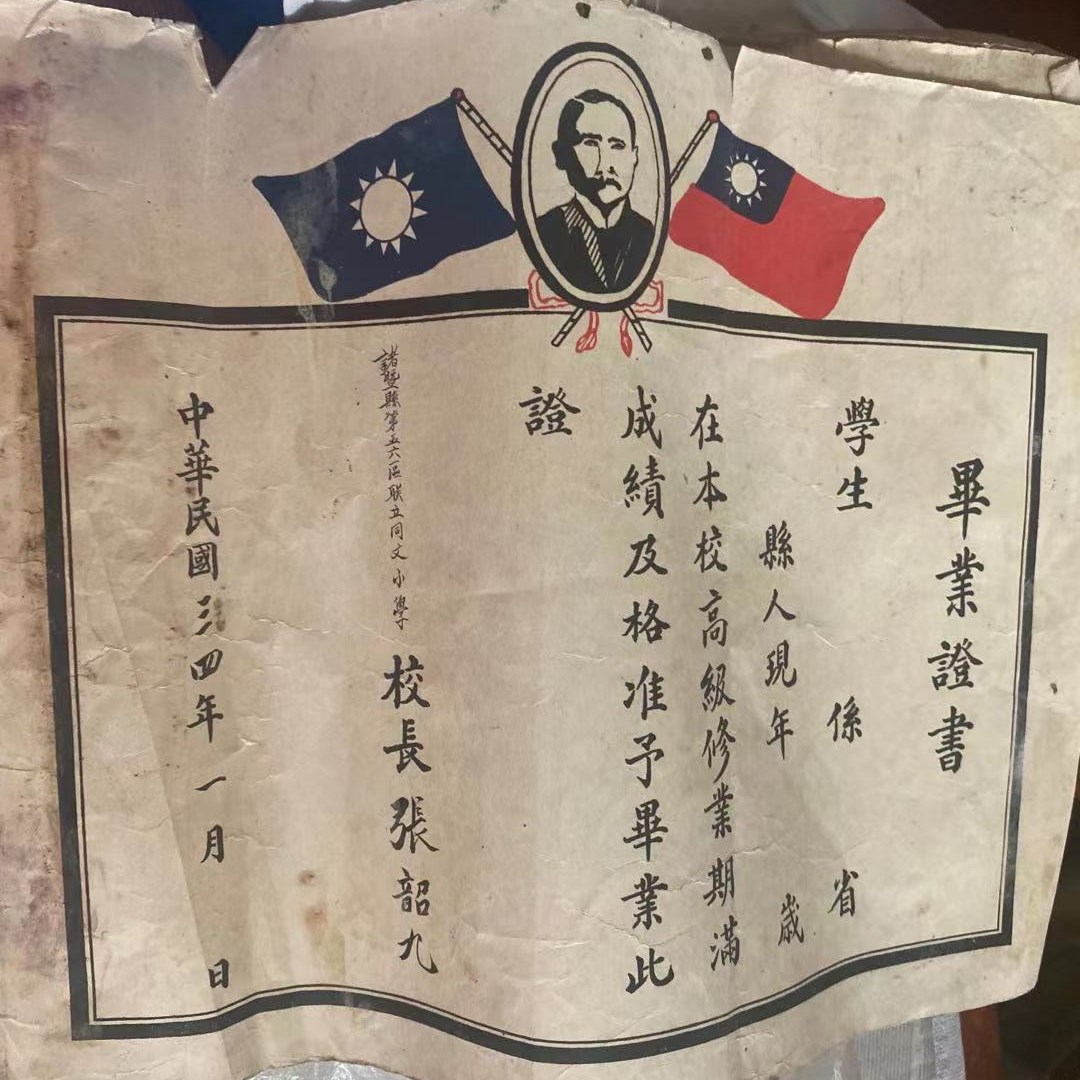 畢業證書
學生 係 省
縣人現年 歲
在本校高級修業期滿
成績及格准予畢業此
證
諸暨縣第五六區联立同文小學 校長張韶九
中華民國三四年一月 日